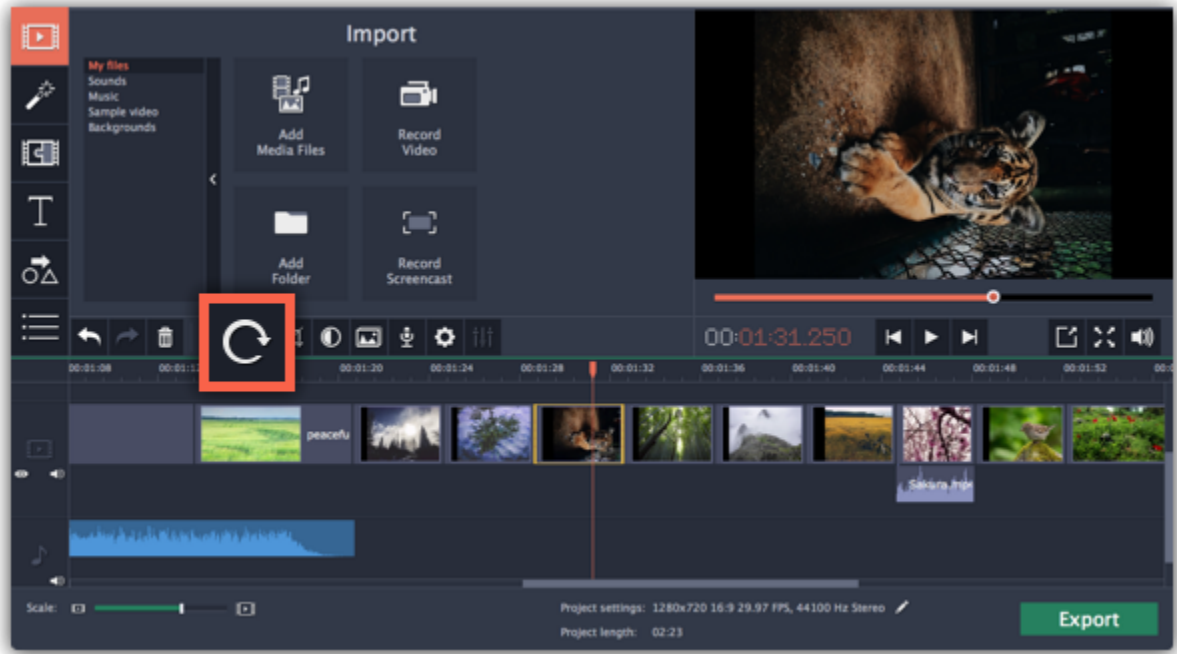 Import
My files
Sounds
Music
Sample video
Backgrounds
Add
Media Files
Record
Video
Add
Folder
Record
Screencast
T
00:01:31.250
00:01:08
00:01:20
00:01:24
00:01:28
00:01:32
00:01:36
00:01:40
00:01:44
00:01:48
00:01:52
peacefu
Sakura.mp
Scale:
Project settings: 1280x720 16:9 29.97 FPS, 44100 Hz Stereo
Project length: 02:23
Export